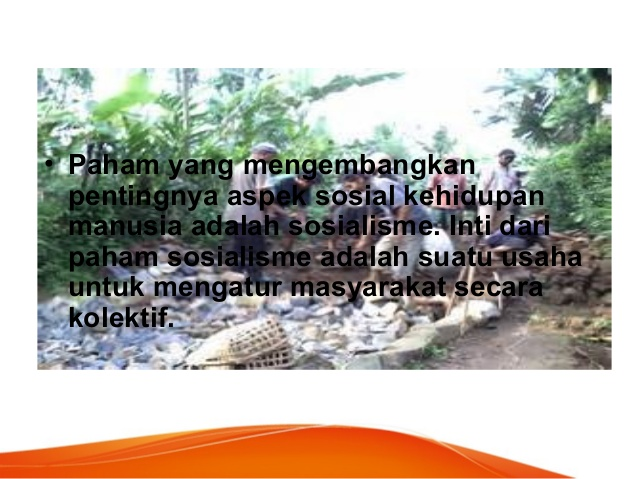 • Paham yang mengembangkan
pentingnya aspek sosial kehidupan
manusia adalah sosialisme. Inti dari
paham sosialisme adalah suatu usaha
untuk mengatur masyarakat secara
kolektif.